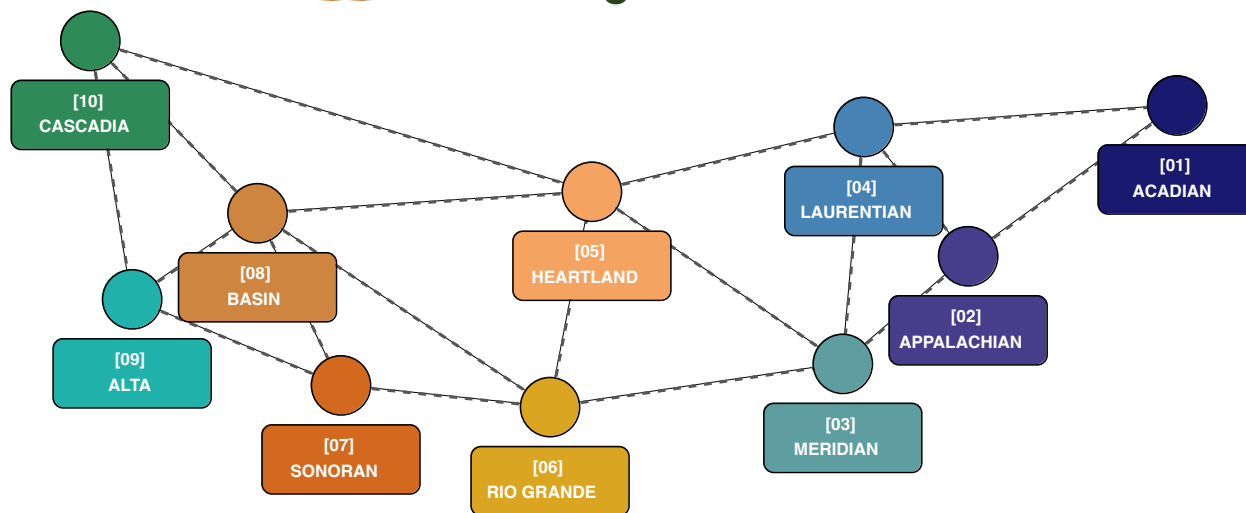 [10]
CASCADIA
[04]
LAURENTIAN
[01]
ACADIAN
[05]
HEARTLAND
[08]
BASIN
[02]
APPALACHIAN
[09]
ALTA
[03]
MERIDIAN
[07]
SONORAN
[06]
RIO GRANDE